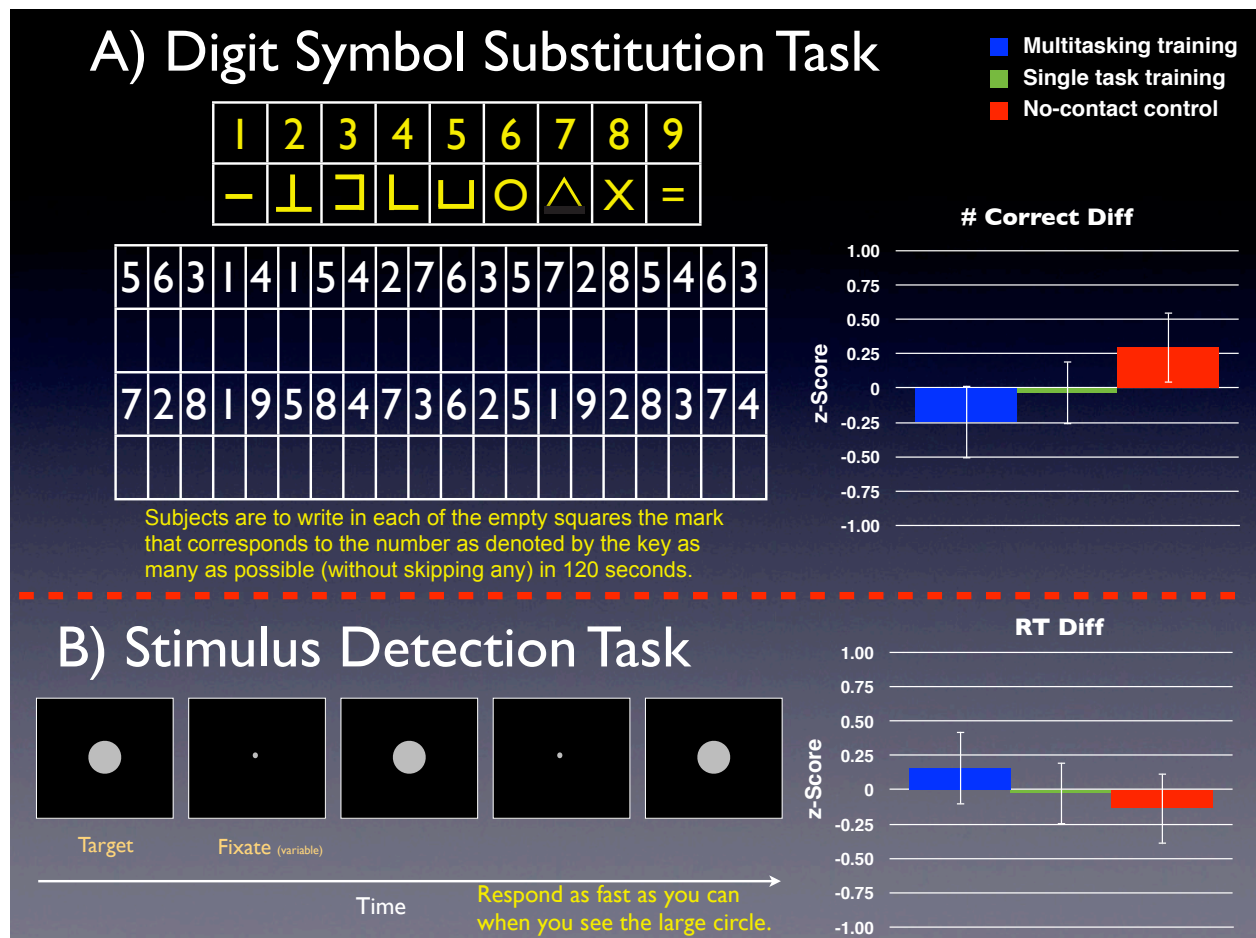 A) Digit Symbol Substitution Task
Multitasking training
Single task training
No-contact control
1 2 3 4 5 6 7 8 9
– ⊥ ⊐ L ⊔ O △ X =
5 6 3 1 4 1 5 4 2 7 6 3 5 7 2 8 5 4 6 3
7 2 8 1 9 5 8 4 7 3 6 2 5 1 9 2 8 3 7 4
Subjects are to write in each of the empty squares the mark
that corresponds to the number as denoted by the key as
many as possible (without skipping any) in 120 seconds.
# Correct Diff
z-Score
1.00
0.75
0.50
0.25
0
-0.25
-0.50
-0.75
-1.00
B) Stimulus Detection Task
Target
Fixate (variable)
Time
Respond as fast as you can
when you see the large circle.
RT Diff
z-Score
1.00
0.75
0.50
0.25
0
-0.25
-0.50
-0.75
-1.00